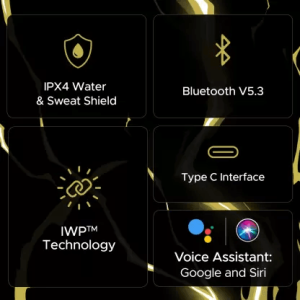 IPX4 Water
& Sweat Shield
Bluetooth V5.3
Type C Interface
IWP™
Technology
Voice Assistant:
Google and Siri